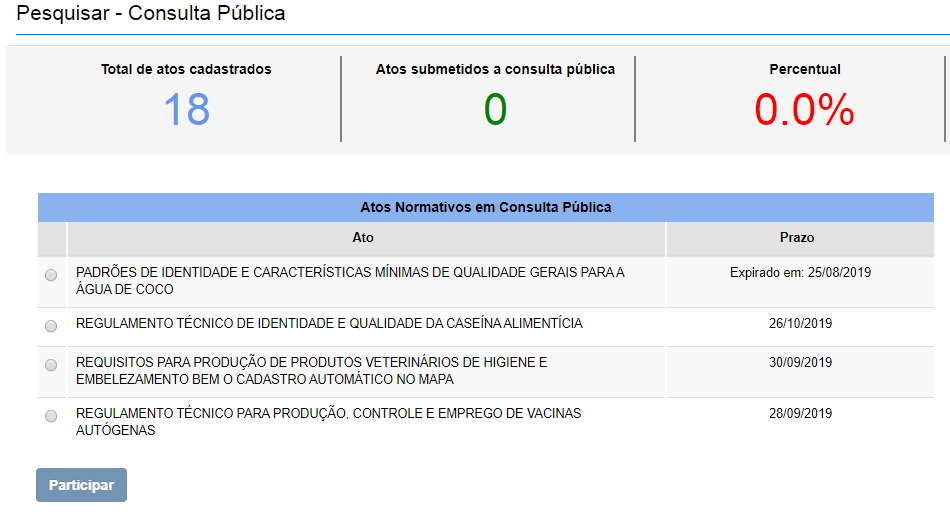 Pesquisar - Consulta Pública
Total de atos cadastrados
18
Atos submetidos a consulta pública
0
Percentual
0.0%
Atos Normativos em Consulta Pública
Ato
Prazo
PADRÕES DE IDENTIDADE E CARACTERÍSTICAS MÍNIMAS DE QUALIDADE GERAIS PARA A
ÁGUA DE COCO
Expirado em: 25/08/2019
REGULAMENTO TÉCNICO DE IDENTIDADE E QUALIDADE DA CASEÍNA ALIMENTÍCIA
26/10/2019
REQUISITOS PARA PRODUÇÃO DE PRODUTOS VETERINÁRIOS DE HIGIENE E
EMBELEZAMENTO BEM O CADASTRO AUTOMÁTICO NO MAPA
30/09/2019
REGULAMENTO TÉCNICO PARA PRODUÇÃO, CONTROLE E EMPREGO DE VACINAS
AUTÓGENAS
28/09/2019
Participar